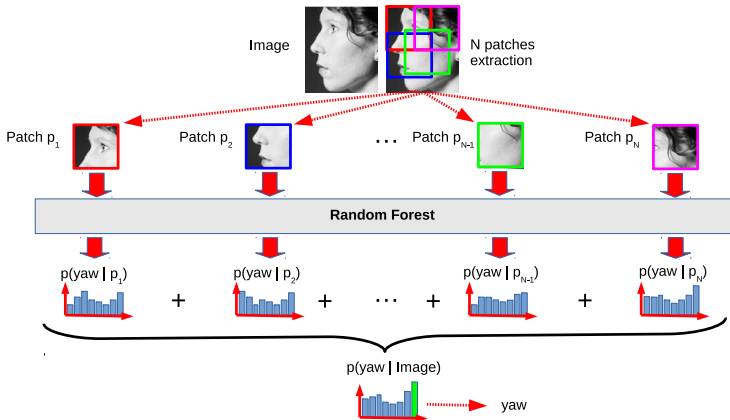 Image
N patches
extraction
Patch p1
Patch p2
...
Patch pN-1
Patch pN
Random Forest
p(yaw | p1)
p(yaw | p2)
p(yaw | pN-1)
p(yaw | pN)
+ + ... + +
p(yaw | Image)
yaw